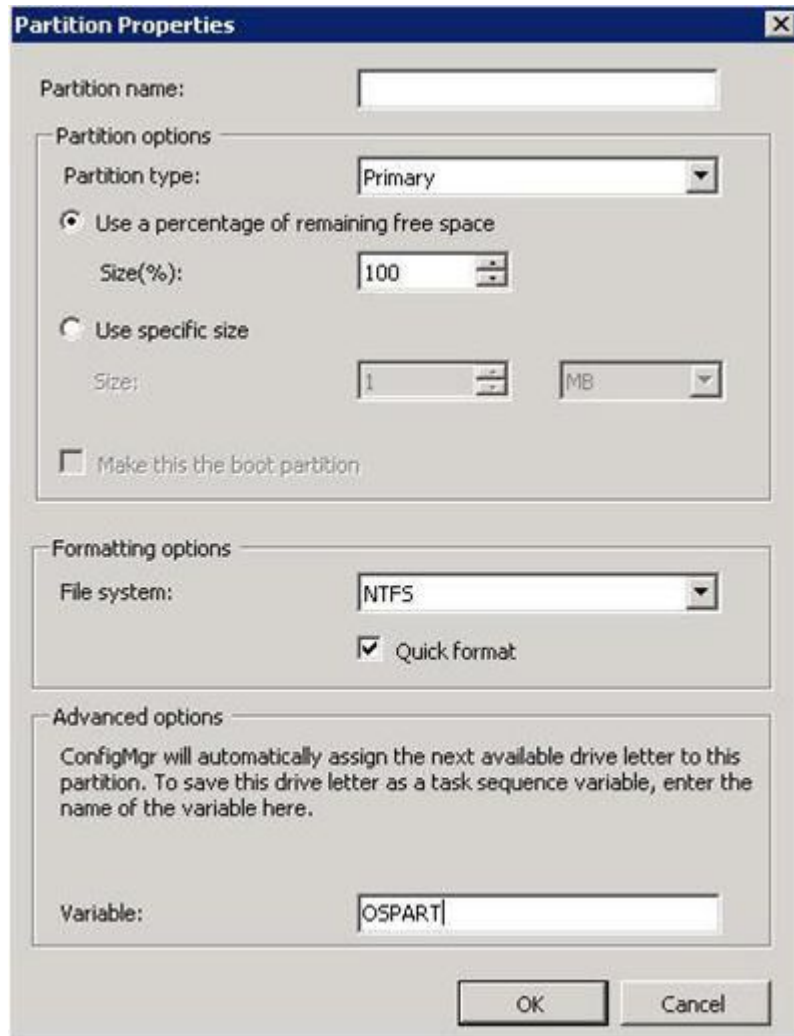 Partition Properties
Partition name:
Partition options
Partition type: Primary
Use a percentage of remaining free space
Size(%): 100
Use specific size
Size: 1 MB
Make this the boot partition
Formatting options
File system: NTFS
Quick format
Advanced options
ConfigMgr will automatically assign the next available drive letter to this
partition. To save this drive letter as a task sequence variable, enter the
name of the variable here.
Variable: OSPART
OK Cancel